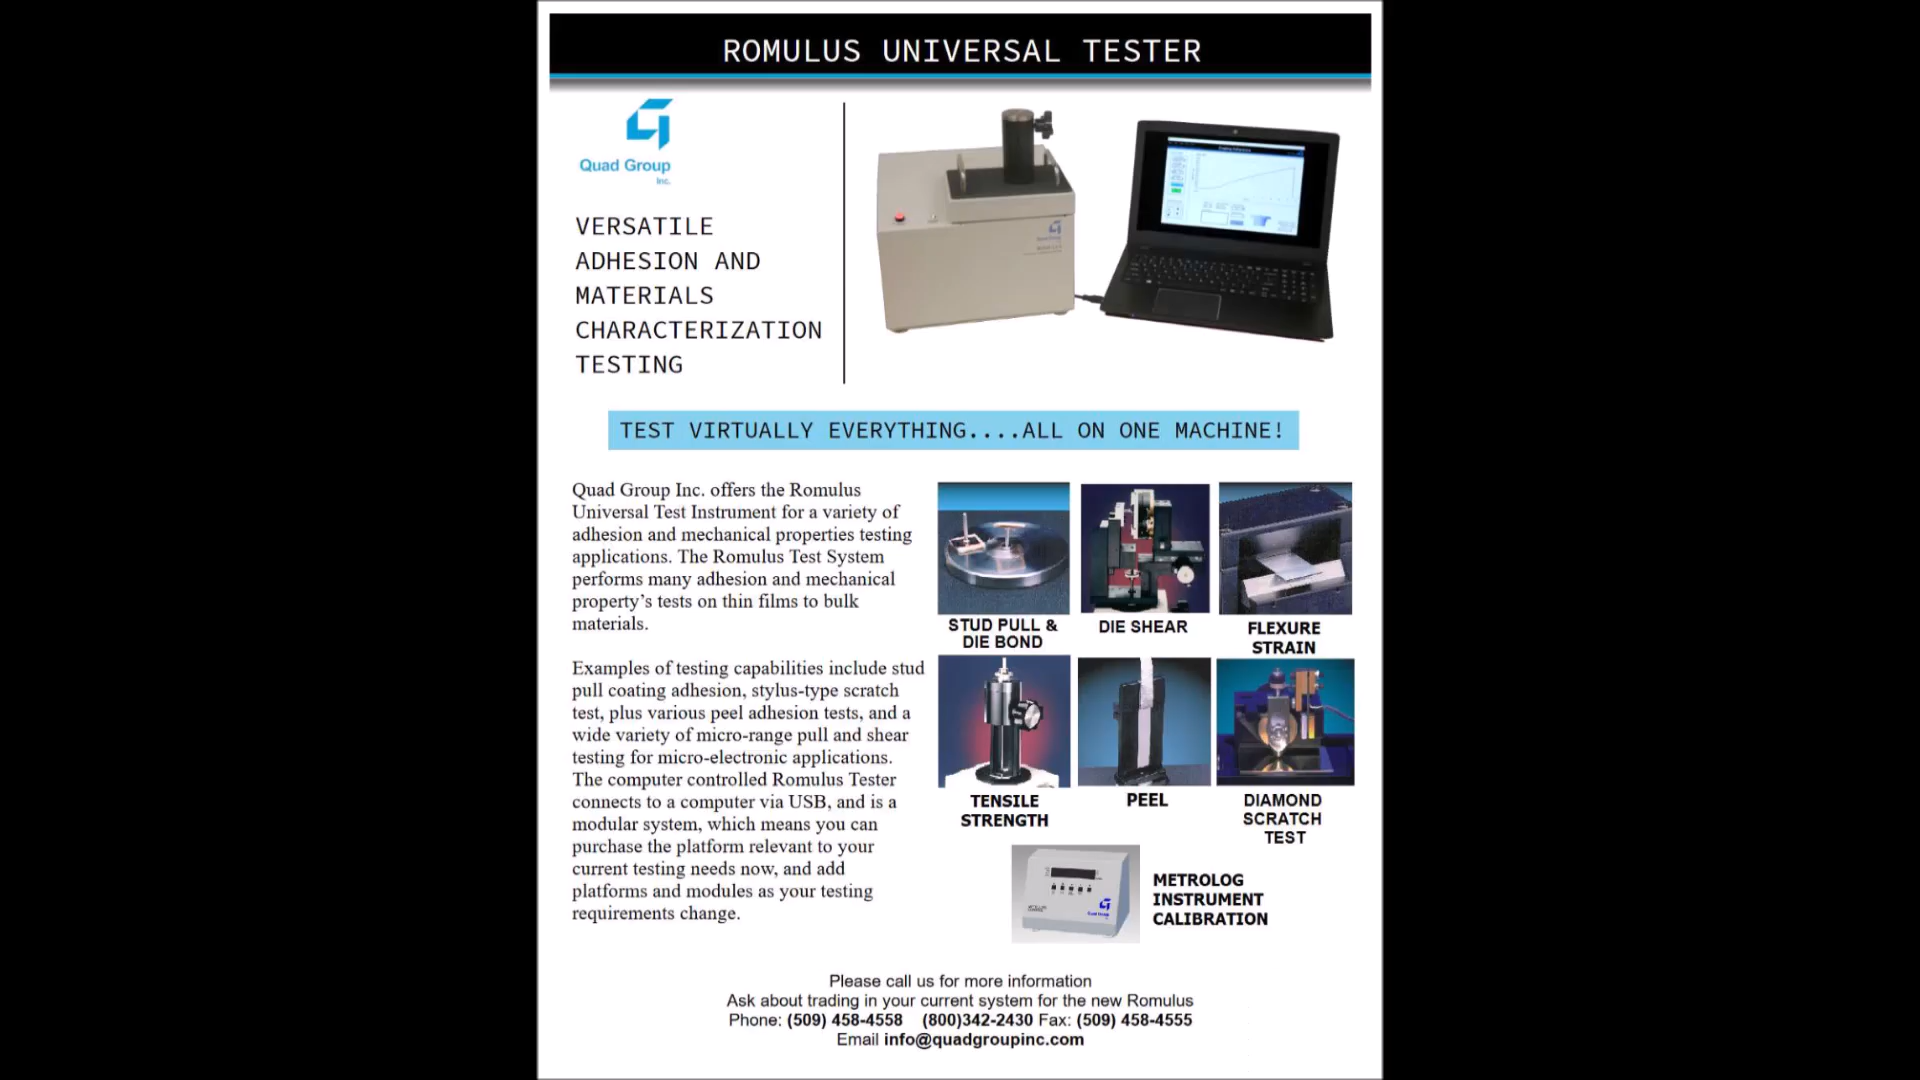 ROMULUS UNIVERSAL TESTER
Quad Group
Inc.
VERSATILE
ADHESION AND
MATERIALS
CHARACTERIZATION
TESTING
TEST VIRTUALLY EVERYTHING....ALL ON ONE MACHINE!
Quad Group Inc. offers the Romulus
Universal Test Instrument for a variety of
adhesion and mechanical properties testing
applications. The Romulus Test System
performs many adhesion and mechanical
property’s tests on thin films to bulk
materials.
Examples of testing capabilities include stud
pull coating adhesion, stylus-type scratch
test, plus various peel adhesion tests, and a
wide variety of micro-range pull and shear
testing for micro-electronic applications.
The computer controlled Romulus Tester
connects to a computer via USB, and is a
modular system, which means you can
purchase the platform relevant to your
current testing needs now, and add
platforms and modules as your testing
requirements change.
STUD PULL &
DIE BOND
DIE SHEAR
FLEXURE
STRAIN
TENSILE
STRENGTH
PEEL
DIAMOND
SCRATCH
TEST
Quad Group
METROLOG
INSTRUMENT
CALIBRATION
Please call us for more information
Ask about trading in your current system for the new Romulus
Phone: (509) 458-4558 (800)342-2430 Fax: (509) 458-4555
Email info@quadgroupinc.com